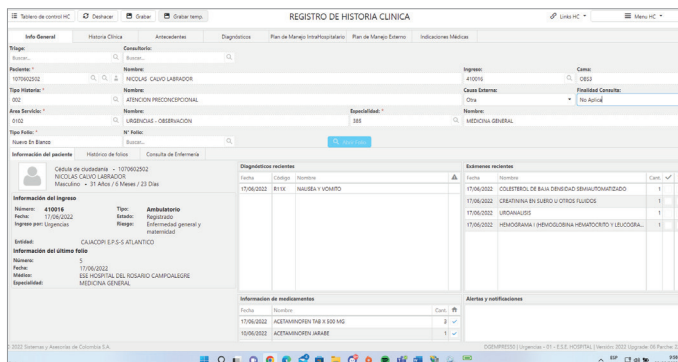 Tablero de control HC Deshacer Grabar Grabar temp. REGISTRO DE HISTORIA CLINICA Links HC Menu HC
Info General Historia Clínica Antecedentes Diagnósticos Plan de Manejo IntraHospitalario Plan de Manejo Externo Indicaciones Médicas
Triage: Consultorio:
Buscar... Buscar...
Paciente: * Nombre: Ingreso: Cama:
1070602502 NICOLAS CALVO LABRADOR 410016 OBS3
Tipo Historia: * Nombre: Causa Externa: Finalidad Consulta:
002 ATENCION PRECONCEPCIONAL Otra No Aplica
Area Servicio: * Nombre: Especialidad: * Nombre:
0102 URGENCIAS - OBSERVACION 385 MEDICINA GENERAL
Tipo Folio: * N° Folio:
Nuevo En Blanco Buscar...
Información del paciente Histórico de folios Consulta de Enfermería
Cédula de ciudadanía - 1070602502
NICOLAS CALVO LABRADOR
Masculino - 31 Años / 6 Meses / 23 Días
Información del ingreso
Número: 410016 Tipo: Ambulatorio
Fecha: 17/06/2022 Estado: Registrado
Ingreso por: Urgencias Riesgo: Enfermedad general y
maternidad
Entidad: CAJACOPI E.P.S-S ATLANTICO
Información del último folio
Número: 5
Fecha: 17/06/2022
Médico: ESE HOSPITAL DEL ROSARIO CAMPOALEGRE
Especialidad: MEDICINA GENERAL
Diagnósticos recientes
Fecha Código Nombre
17/06/2022 R11X NAUSEA Y VOMITO
Exámenes recientes
Fecha Nombre Cant.
17/06/2022 COLESTEROL DE BAJA DENSIDAD SEMIAUTOMATIZADO 1
17/06/2022 CREATININA EN SUERO U OTROS FLUIDOS 1
17/06/2022 UROANALISIS 1
17/06/2022 HEMOGRAMA I (HEMOGLOBINA HEMATOCRITO Y LEUCOGRA... 1
Informacion de medicamentos
Fecha Nombre Cant.
17/06/2022 ACETAMINOFEN TAB X 500 MG 3
10/06/2022 ACETAMINOFEN JARABE 1
Alertas y notificaciones
2022 Sistemas y Asesorias de Colombia S.A.
ESP